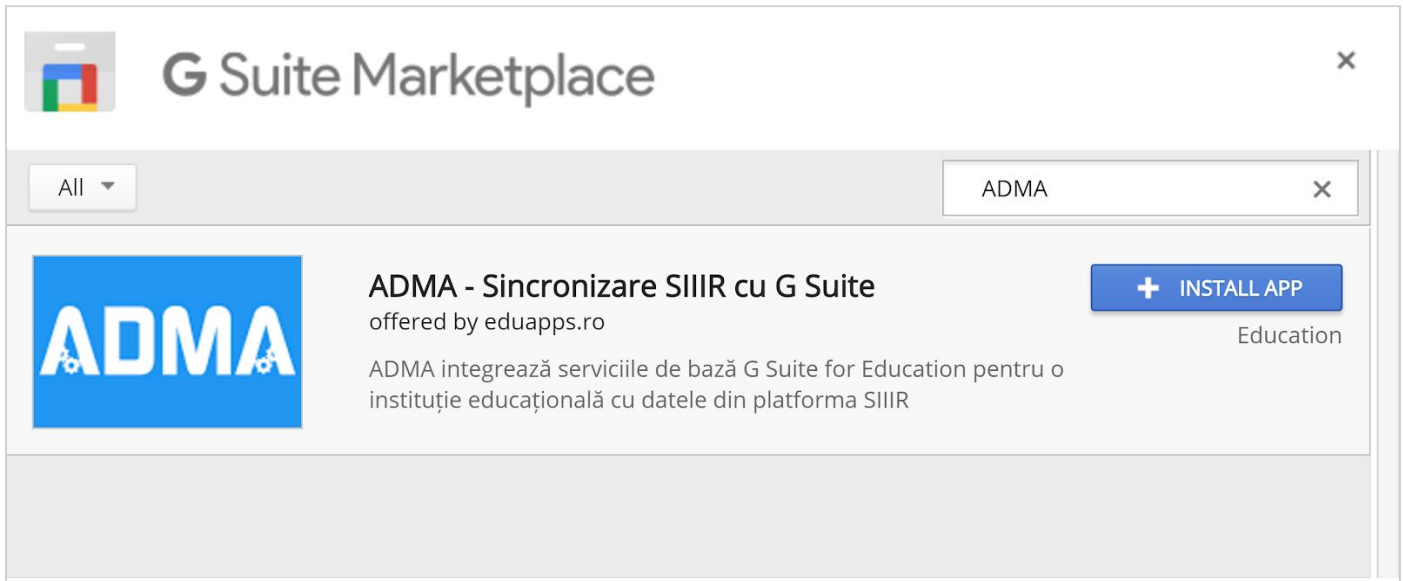 G Suite Marketplace
All
ADMA
ADMA
ADMA - Sincronizare SIIIR cu G Suite
offered by eduapps.ro
ADMA integrează serviciile de bază G Suite for Education pentru o
instituție educațională cu datele din platforma SIIIR
INSTALL APP
Education